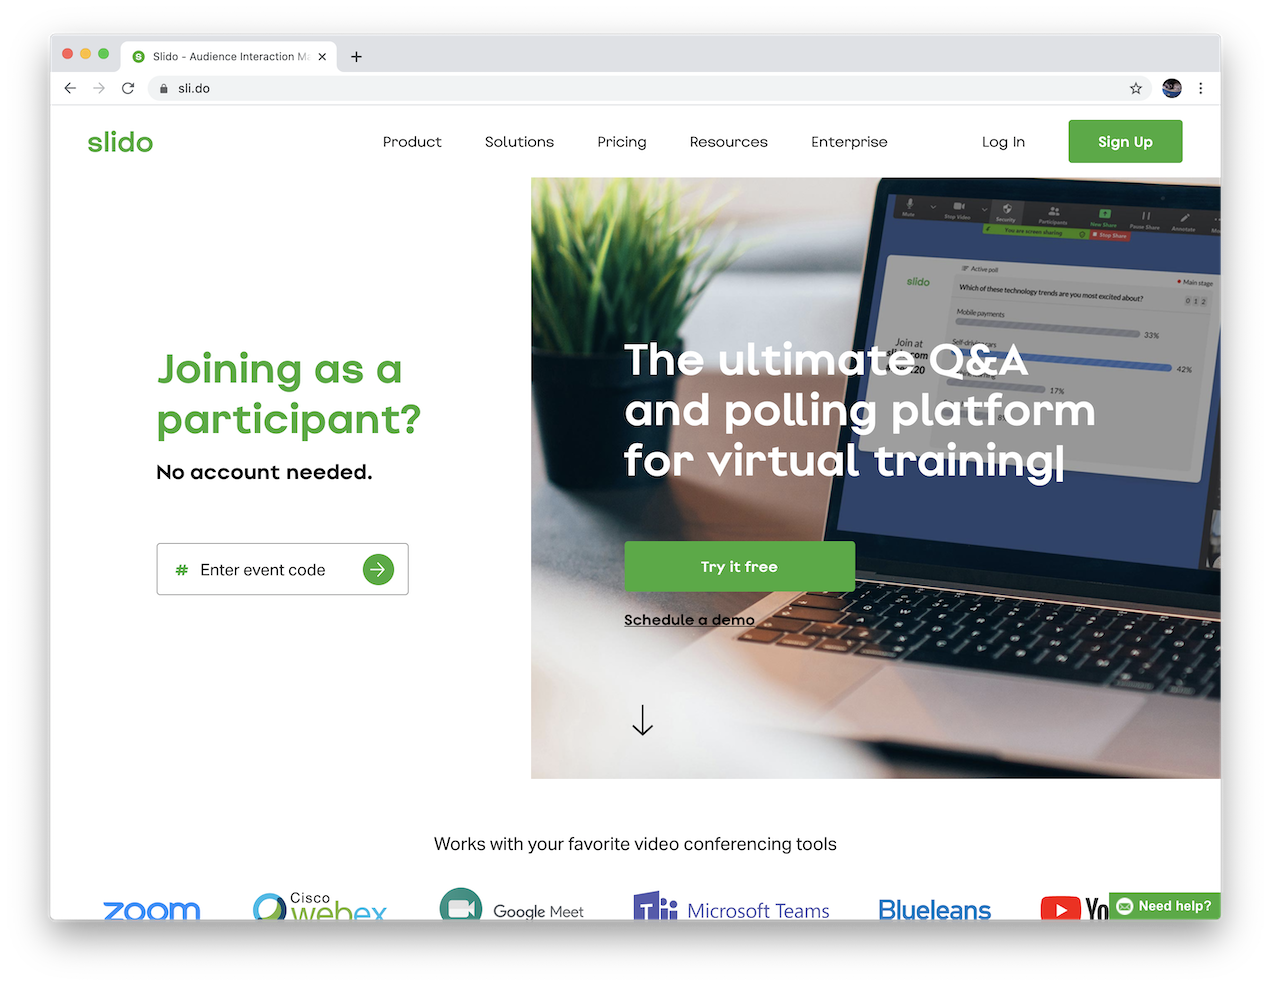 Slido - Audience Interaction M
sli.do
slido
Product
Solutions
Pricing
Resources
Enterprise
Log In
Sign Up
Mute
Stop Video
Security
Participants
New Share
Pause Share
Annotate
You are screen sharing
Stop Share
slido
Active poll
Main stage
Which of these technology trends are you most excited about?
0 1 2
Mobile payments
33%
Join at
Self-driving cars
42%
17%
Joining as a
participant?
No account needed.
# Enter event code
The ultimate Q&A
and polling platform
for virtual training
Try it free
Schedule a demo
Works with your favorite video conferencing tools
zoom
Cisco
webex
Google Meet
Microsoft Teams
Bluejeans
Yo
Need help?